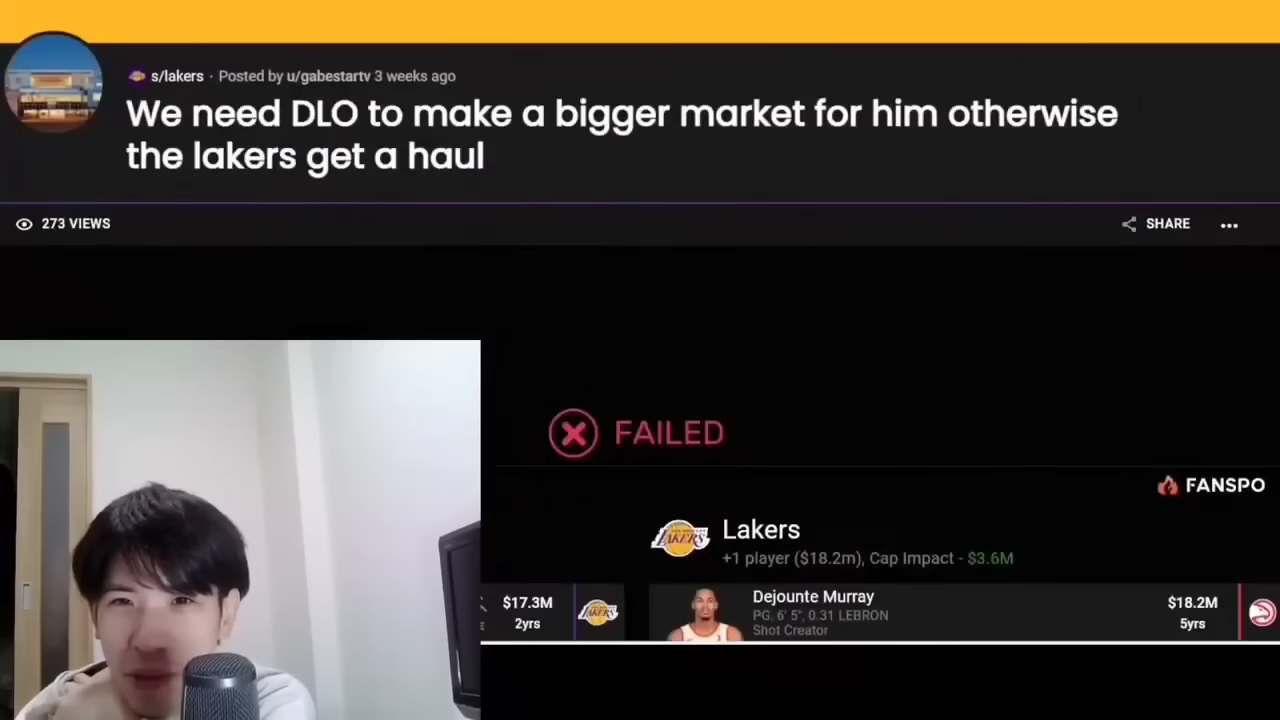 s/lakers · Posted by u/gabestartv 3 weeks ago
We need DLO to make a bigger market for him otherwise
the lakers get a haul
273 VIEWS
SHARE
FAILED
FANSPO
Lakers
+1 player ($18.2m), Cap Impact - $3.6M
$17.3M
2yrs
LAKERS
Dejounte Murray
PG, 6' 5", 0.31 LEBRON
Shot Creator
$18.2M
5yrs